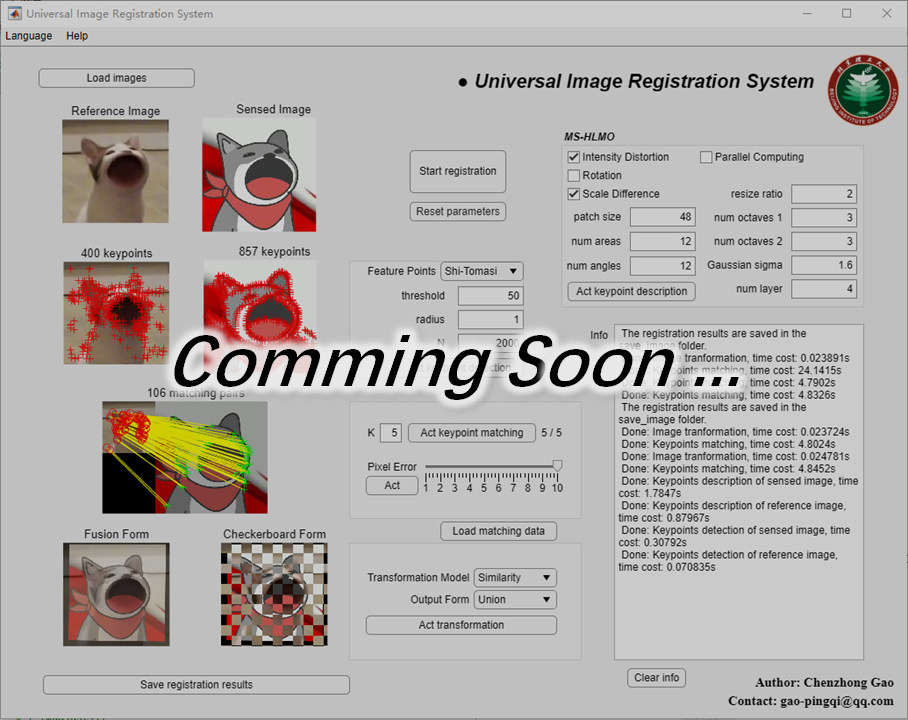 Universal Image Registration System
Language Help
Load images
● Universal Image Registration System
Reference Image
Sensed Image
400 keypoints
857 keypoints
106 matching pairs
Fusion Form
Checkerboard Form
Save registration results
Start registration
Reset parameters
Feature Points Shi-Tomasi
threshold 50
radius 1
N 2000
Comming Soon ...
K 5 Act keypoint matching 5 / 5
Pixel Error
Act
1 2 3 4 5 6 7 8 9 10
Load matching data
Transformation Model Similarity
Output Form Union
Act transformation
MS-HLMO
Intensity Distortion
Parallel Computing
Rotation
Scale Difference
resize ratio 2
patch size 48
num octaves 1 3
num areas 12
num octaves 2 3
num angles 12
Gaussian sigma 1.6
Act keypoint description
num layer 4
Info
The registration results are saved in the
save_image folder.
tranformation, time cost: 0.023891s
Keypoints matching, time cost: 24.1415s
4.7902s
Done: Keypoints matching, time cost: 4.8326s
The registration results are saved in the
save_image folder.
Done: Image tranformation, time cost: 0.023724s
Done: Keypoints matching, time cost: 4.8024s
Done: Image tranformation, time cost: 0.024781s
Done: Keypoints matching, time cost: 4.8452s
Done: Keypoints description of sensed image, time
cost: 1.7847s
Done: Keypoints description of reference image,
time cost: 0.87967s
Done: Keypoints detection of sensed image, time
cost: 0.30792s
Done: Keypoints detection of reference image,
time cost: 0.070835s
Clear info
Author: Chenzhong Gao
Contact: gao-pingqi@qq.com